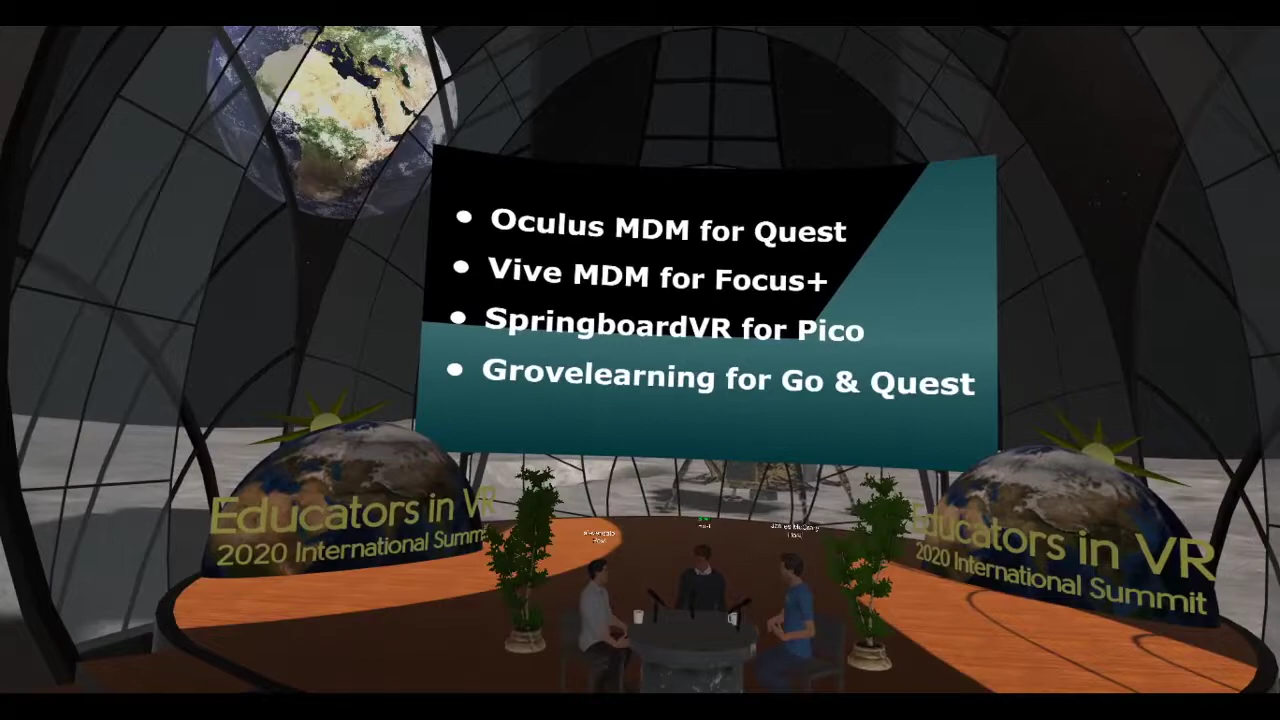 • Oculus MDM for Quest
• Vive MDM for Focus+
• SpringboardVR for Pico
• Grovelearning for Go & Quest
Educators in VR
2020 International Summit
Educators in VR
2020 International Summit
Host